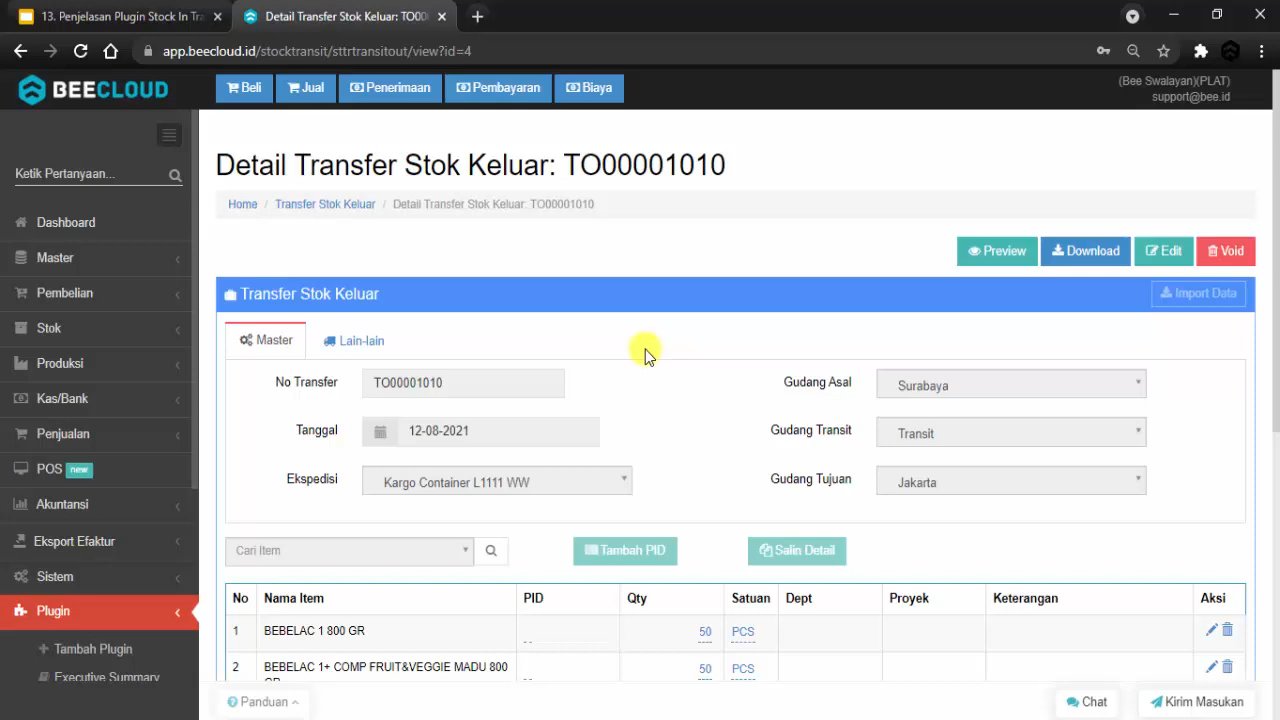 13. Penjelasan Plugin Stock In Tra
Detail Transfer Stok Keluar: TO00
app.beecloud.id/stocktransit/sttrtransitout/view?id=4
BEECLOUD
Beli
Jual
Penerimaan
Pembayaran
Biaya
(Bee Swalayan)(PLAT)
support@bee.id
Ketik Pertanyaan...
Dashboard
Master
Pembelian
Stok
Produksi
Kas/Bank
Penjualan
POS new
Akuntansi
Eksport Efaktur
Sistem
Plugin
Tambah Plugin
Executive Summary
Detail Transfer Stok Keluar: TO00001010
Home / Transfer Stok Keluar / Detail Transfer Stok Keluar: TO00001010
Preview
Download
Edit
Void
Transfer Stok Keluar
Import Data
Master
Lain-lain
No Transfer TO00001010
Gudang Asal Surabaya
Tanggal 12-08-2021
Gudang Transit Transit
Ekspedisi Kargo Container L1111 WW
Gudang Tujuan Jakarta
Cari Item
Tambah PID
Salin Detail
No Nama Item PID Qty Satuan Dept Proyek Keterangan Aksi
1 BEBELAC 1 800 GR 50 PCS
2 BEBELAC 1+ COMP FRUIT&VEGGIE MADU 800 50 PCS
GR
Panduan
Chat
Kirim Masukan